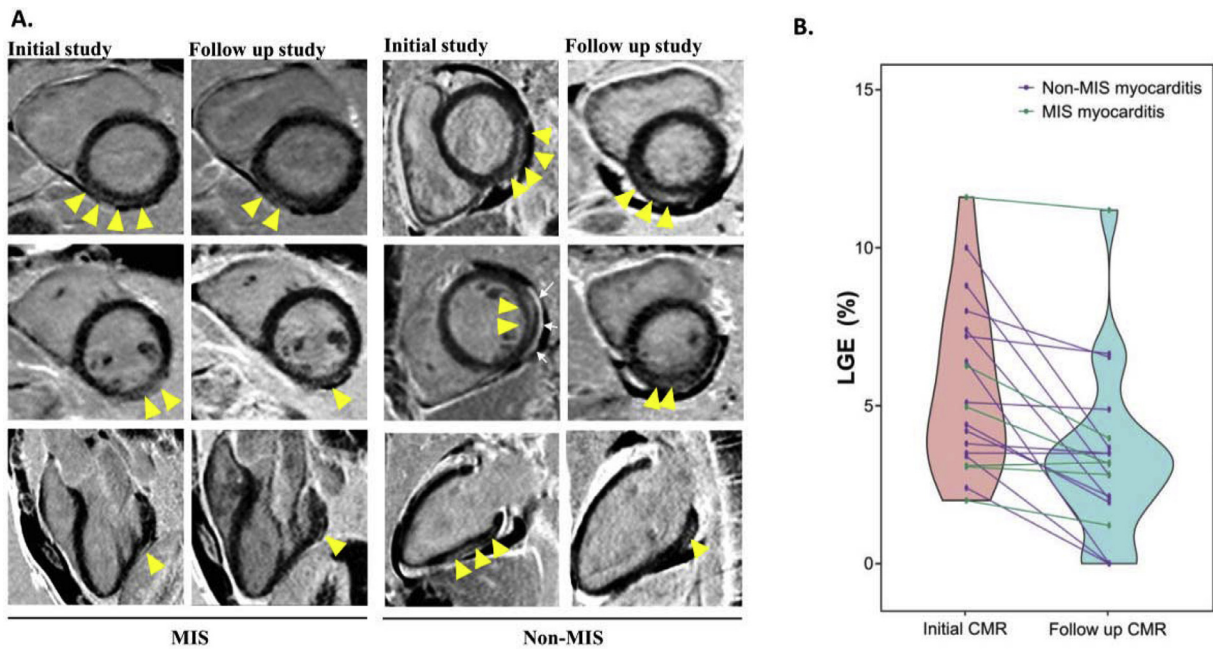 A.
Initial study
Follow up study
Initial study
Follow up study
MIS
Non-MIS
B.
Non-MIS myocarditis
MIS myocarditis
15
10
5
0
LGE (%)
Initial CMR
Follow up CMR